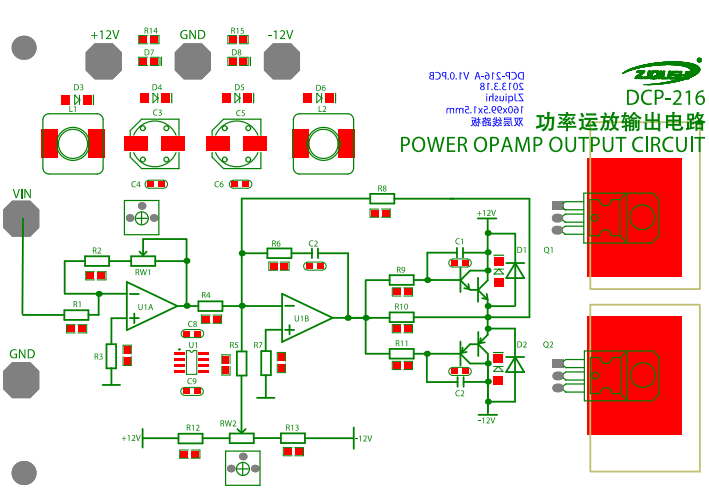 +12V
GND
-12V
R14
R15
D7
D8
ZIQIUSHI
DCP-216-A V1.0.PCB
2013.3.18
Ziqiushi
160x99.5x1.5mm
双层线路板
DCP-216
功率运放输出电路
POWER OPAMP OUTPUT CIRCUIT
D3
D4
D5
D6
L1
C3
C5
L2
C4
C6
R8
VIN
+12V
R2
RW1
R6
C2
C1
D1
Q1
R9
R1
U1A
R4
U1B
R10
C8
R3
U1
R5
R7
R11
D2
Q2
GND
C9
C2
-12V
RW2
+12V
R12
R13
-12V